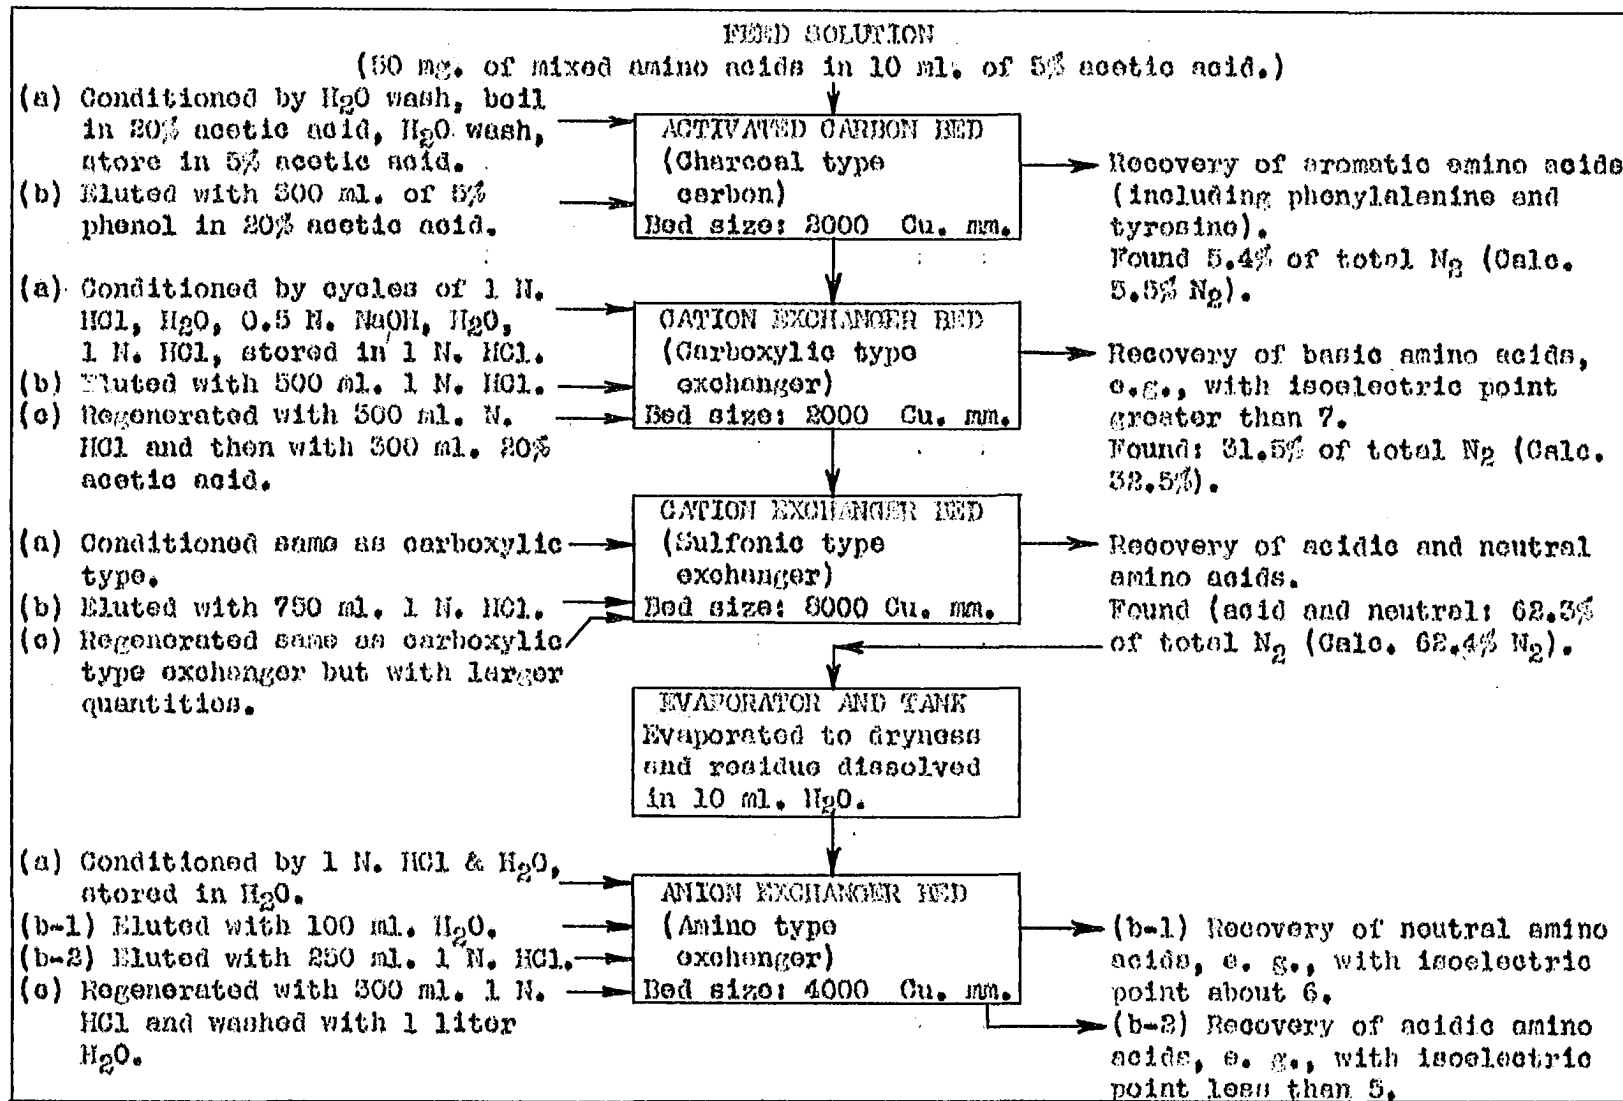 FEED SOLUTION
(50 mg. of mixed amino acids in 10 ml. of 5% acetic acid.)
(a) Conditioned by H₂O wash, boil
in 20% acetic acid, H₂O wash,
store in 5% acetic acid.
(b) Eluted with 300 ml. of 5%
phenol in 20% acetic acid.
ACTIVATED CARBON BED
(Charcoal type
carbon)
Bed size: 2000 Cu. mm.
Recovery of aromatic amino acids
(including phenylalanine and
tyrosine).
Found 5.4% of total N₂ (Calc.
5.5% N₂).
(a) Conditioned by cycles of 1 N.
HCl, H₂O, 0.5 N. NaOH, H₂O,
1 N. HCl, stored in 1 N. HCl.
(b) Eluted with 500 ml. 1 N. HCl.
(c) Regenerated with 300 ml. N.
HCl and then with 300 ml. 20%
acetic acid.
CATION EXCHANGER BED
(Carboxylic type
exchanger)
Bed size: 2000 Cu. mm.
Recovery of basic amino acids,
e.g., with isoelectric point
greater than 7.
Found: 31.5% of total N₂ (Calc.
32.5%).
(a) Conditioned same as carboxylic
type.
(b) Eluted with 750 ml. 1 N. HCl.
(c) Regenerated same as carboxylic
type exchanger but with larger
quantities.
CATION EXCHANGER BED
(Sulfonic type
exchanger)
Bed size: Cu. mm.
Recovery of acidic and neutral
amino acids.
Found (acid and neutral: 62.3%
of total N₂ (Calc. 62.4% N₂).
EVAPORATOR AND TANK
Evaporated to dryness
and residue dissolved
in 10 ml. H₂O.
(a) Conditioned by 1 N. HCl & H₂O,
stored in H₂O.
(b-1) Eluted with 100 ml. H₂O.
(b-2) Eluted with 250 ml. 1 N. HCl.
(c) Regenerated with 300 ml. 1 N.
HCl and washed with 1 liter
H₂O.
ANION EXCHANGER BED
(Amino type
exchanger)
Bed size: 4000 Cu. mm.
(b-1) Recovery of neutral amino
acids, e. g., with isoelectric
point about 6.
(b-2) Recovery of acidic amino
acids, e. g., with isoelectric
point less than 5.